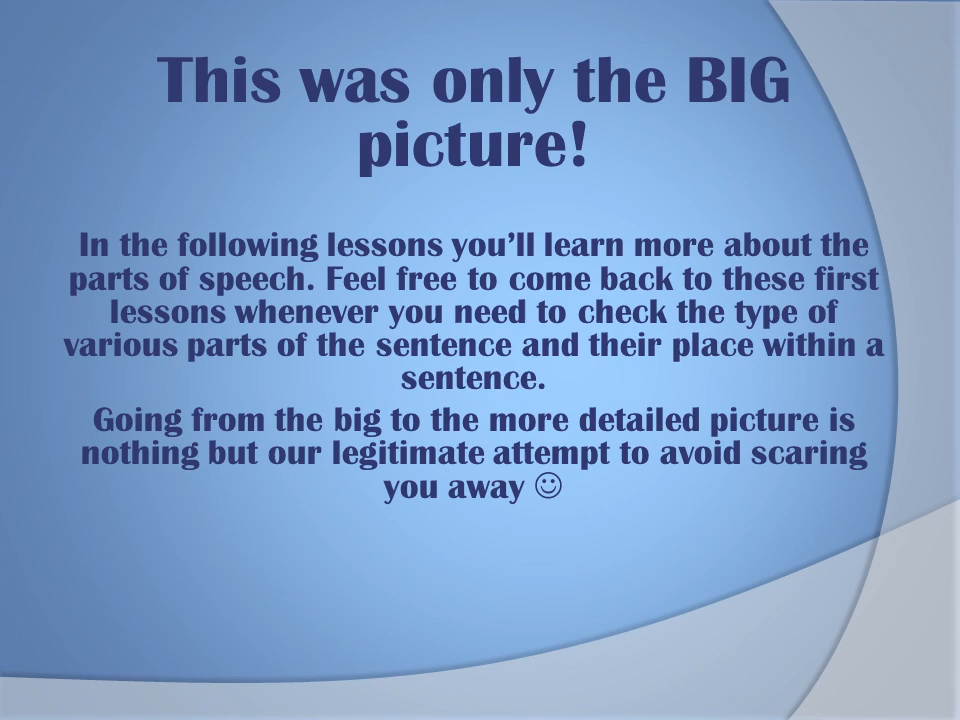 This was only the BIG
picture!
In the following lessons you’ll learn more about the
parts of speech. Feel free to come back to these first
lessons whenever you need to check the type of
various parts of the sentence and their place within a
sentence.
Going from the big to the more detailed picture is
nothing but our legitimate attempt to avoid scaring
you away ☺